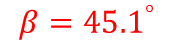 β = 45.1°